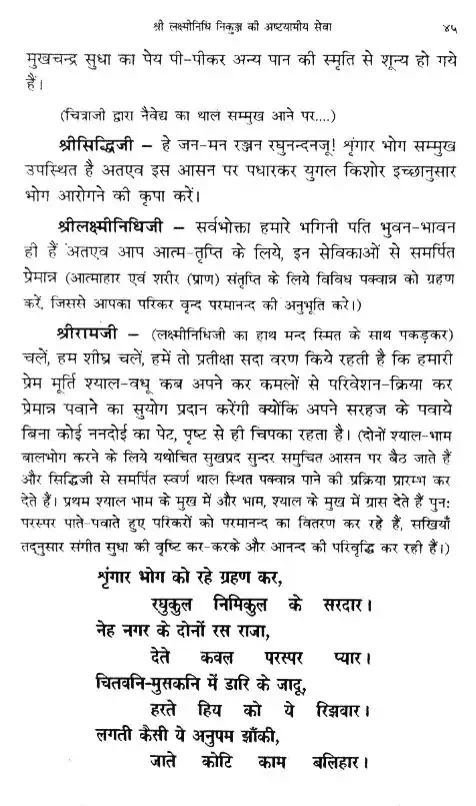 श्री लक्ष्मीनिधि निकुञ्ज की अष्टयामीय सेवा ४५
मुखचन्द्र सुधा का पेय पी-पीकर अन्य पान की स्मृति से शून्य हो गये
हैं।
(चित्राजी द्वारा नैवेद्य का थाल सम्मुख आने पर....)
श्रीसिद्धिजी – हे जन-मन रञ्जन रघुनन्दनजू! शृंगार भोग सम्मुख
उपस्थित है अतएव इस आसन पर पधारकर युगल किशोर इच्छानुसार
भोग आरोगने की कृपा करें।
श्रीलक्ष्मीनिधिजी – सर्वभोक्ता हमारे भगिनी पति भुवन-भावन
ही हैं अतएव आप आत्म-तृप्ति के लिये, इन सेविकाओं से समर्पित
प्रेमान्न (आत्माहार एवं शरीर (प्राण) संतृप्ति के लिये विविध पक्वान्न को ग्रहण
करें, जिससे आपका परिकर वृन्द परमानन्द की अनुभूति करे।)
श्रीरामजी – (लक्ष्मीनिधिजी का हाथ मन्द स्मित के साथ पकड़कर)
चलें, हम शीघ्र चलें, हमें तो प्रतीक्षा सदा वरण किये रहती है कि हमारी
प्रेम मूर्ति श्याल-वधू कब अपने कर कमलों से परिवेशन-क्रिया कर
प्रेमान्न पवाने का सुयोग प्रदान करेंगी क्योंकि अपने सरहज के पवाये
बिना कोई ननदोई का पेट, पृष्ट से ही चिपका रहता है। (दोनों श्याल-भाम
बालभोग करने के लिये यथोचित सुखप्रद सुन्दर समुचित आसन पर बैठ जाते हैं
और सिद्धिजी से समर्पित स्वर्ण थाल स्थित पक्वान्न पाने की प्रक्रिया प्रारम्भ कर
देते हैं। प्रथम श्याल भाम के मुख में और भाम, श्याल के मुख में ग्रास देते हैं पुनः
परस्पर पाते-पवाते हुए परिकरों को परमानन्द का वितरण कर रहे हैं, सखियाँ
तद्नुसार संगीत सुधा की वृष्टि कर-करके और आनन्द की परिवृद्धि कर रही हैं।)
शृंगार भोग को रहे ग्रहण कर,
रघुकुल निमिकुल के सरदार।
नेह नगर के दोनों रस राजा,
देते कवल परस्पर प्यार।
चितवनि-मुसकनि में डारि के जादू,
हरते हिय को ये रिझवार।
लगती कैसी ये अनुपम झाँकी,
जाते कोटि काम बलिहार।